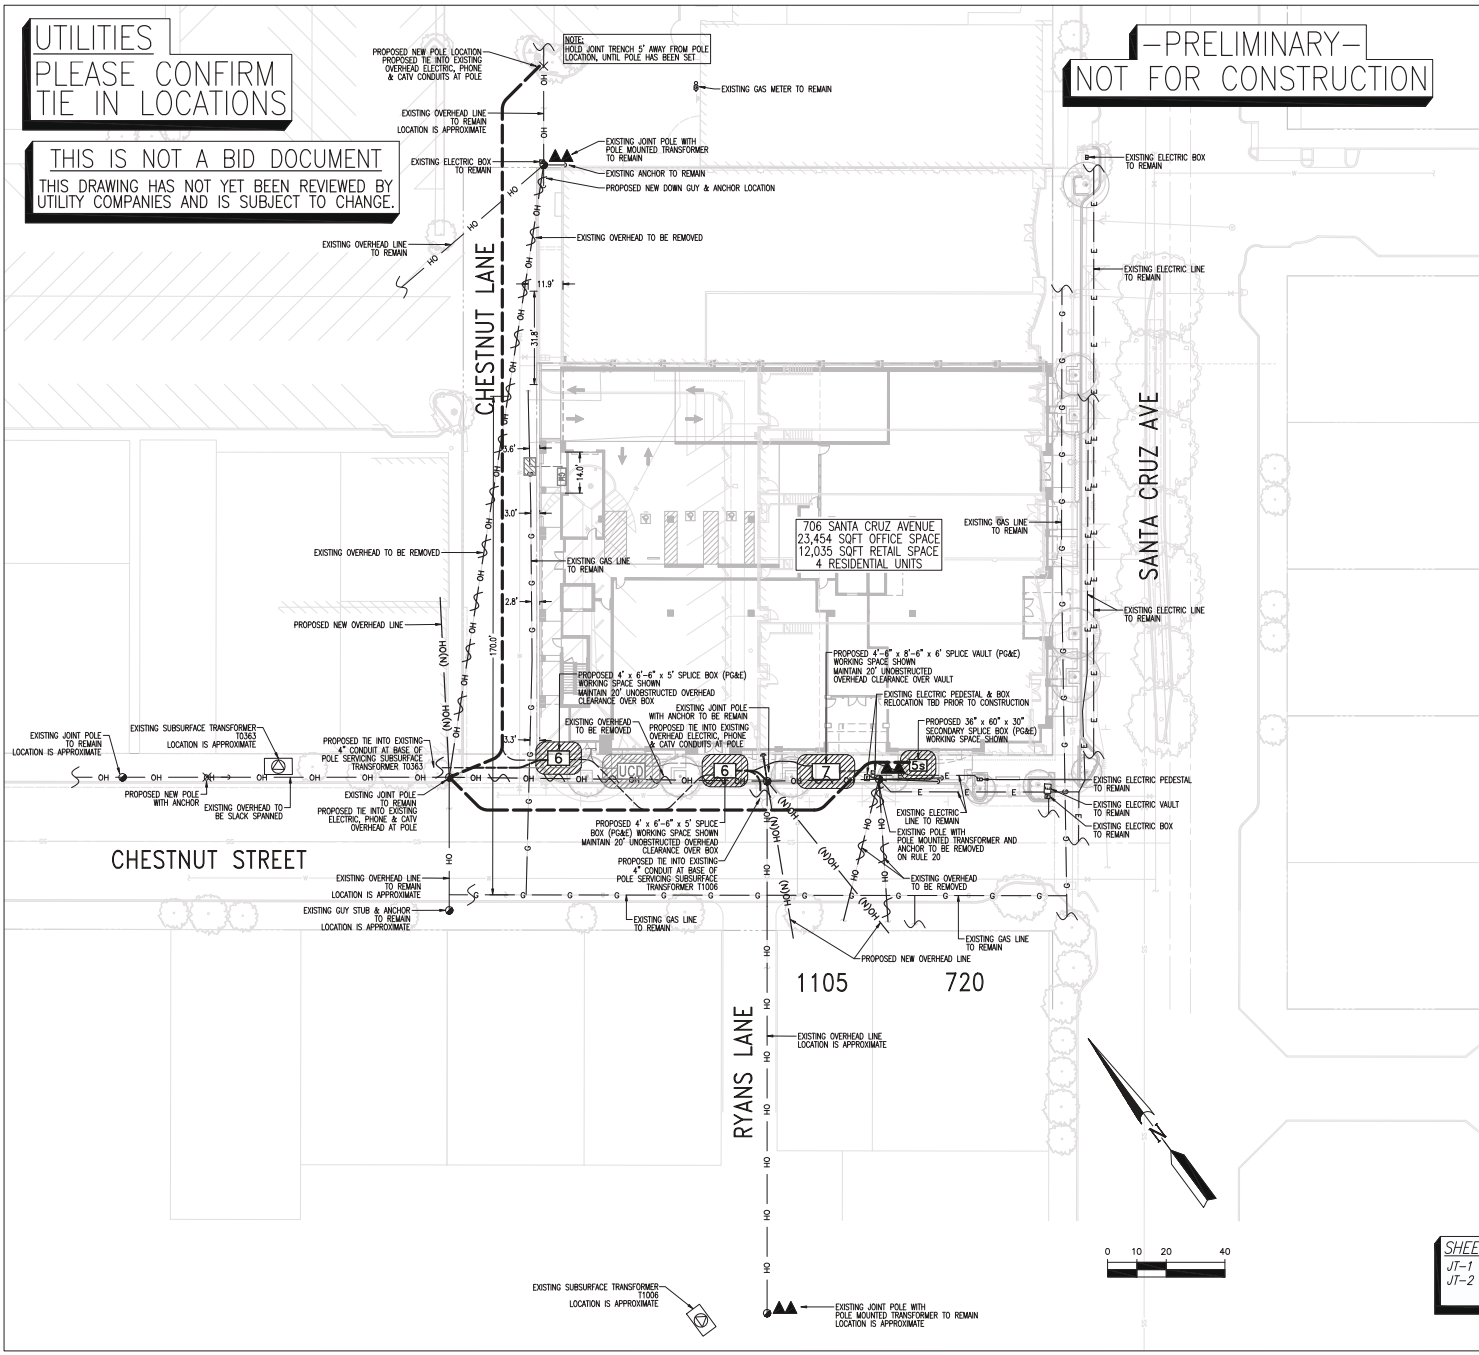 UTILITIES
PLEASE CONFIRM
TIE IN LOCATIONS
THIS IS NOT A BID DOCUMENT
THIS DRAWING HAS NOT YET BEEN REVIEWED BY
UTILITY COMPANIES AND IS SUBJECT TO CHANGE.
-PRELIMINARY-
NOT FOR CONSTRUCTION
NOTE:
HOLD JOINT TRENCH 5' AWAY FROM POLE
LOCATION, UNTIL POLE HAS BEEN SET
PROPOSED NEW POLE LOCATION
PROPOSED TIE INTO EXISTING
OVERHEAD ELECTRIC, PHONE
& CATV CONDUITS AT POLE
EXISTING GAS METER TO REMAIN
EXISTING OVERHEAD LINE
TO REMAIN
LOCATION IS APPROXIMATE
EXISTING JOINT POLE WITH
POLE MOUNTED TRANSFORMER
TO REMAIN
EXISTING ELECTRIC BOX
TO REMAIN
EXISTING ANCHOR TO REMAIN
PROPOSED NEW DOWN GUY & ANCHOR LOCATION
EXISTING ELECTRIC BOX
TO REMAIN
EXISTING OVERHEAD LINE
TO REMAIN
EXISTING OVERHEAD TO BE REMOVED
EXISTING ELECTRIC LINE
TO REMAIN
CHESTNUT LANE
11.9'
31.8'
3.6'
14.0'
3.0'
2.8'
170.0'
3.3'
SANTA CRUZ AVE
706 SANTA CRUZ AVENUE
23,454 SQFT OFFICE SPACE
12,035 SQFT RETAIL SPACE
4 RESIDENTIAL UNITS
EXISTING GAS LINE
TO REMAIN
EXISTING OVERHEAD TO BE REMOVED
EXISTING GAS LINE
TO REMAIN
PROPOSED NEW OVERHEAD LINE
EXISTING ELECTRIC LINE
TO REMAIN
PROPOSED 4'-6" x 8'-6" x 6' SPLICE VAULT (PG&E)
WORKING SPACE SHOWN
MAINTAIN 20' UNOBSTRUCTED
OVERHEAD CLEARANCE OVER VAULT
PROPOSED 4' x 6'-6" x 5' SPLICE BOX (PG&E)
WORKING SPACE SHOWN
MAINTAIN 20' UNOBSTRUCTED OVERHEAD
CLEARANCE OVER BOX
EXISTING ELECTRIC PEDESTAL & BOX
RELOCATION TBD PRIOR TO CONSTRUCTION
EXISTING JOINT POLE
WITH ANCHOR TO BE REMAIN
PROPOSED TIE INTO EXISTING
OVERHEAD ELECTRIC, PHONE
& CATV CONDUITS AT POLE
EXISTING OVERHEAD
TO BE REMOVED
PROPOSED 36" x 60" x 30"
SECONDARY SPLICE BOX (PG&E)
WORKING SPACE SHOWN
EXISTING SUBSURFACE TRANSFORMER
T0363
LOCATION IS APPROXIMATE
EXISTING JOINT POLE
TO REMAIN
LOCATION IS APPROXIMATE
PROPOSED TIE INTO EXISTING
4" CONDUIT AT BASE OF
POLE SERVICING SUBSURFACE
TRANSFORMER T0363
6
UCD
6
7
5s
PROPOSED NEW POLE
WITH ANCHOR
EXISTING OVERHEAD TO
BE SLACK SPANNED
EXISTING JOINT POLE
TO REMAIN
PROPOSED TIE INTO EXISTING
ELECTRIC, PHONE & CATV
OVERHEAD AT POLE
EXISTING ELECTRIC PEDESTAL
TO REMAIN
EXISTING ELECTRIC VAULT
TO REMAIN
EXISTING ELECTRIC BOX
TO REMAIN
EXISTING ELECTRIC
LINE TO REMAIN
PROPOSED 4' x 6'-6" x 5' SPLICE
BOX (PG&E) WORKING SPACE SHOWN
MAINTAIN 20' UNOBSTRUCTED OVERHEAD
CLEARANCE OVER BOX
PROPOSED TIE INTO EXISTING
4" CONDUIT AT BASE OF
POLE SERVICING SUBSURFACE
TRANSFORMER T1006
EXISTING POLE WITH
POLE MOUNTED TRANSFORMER AND
ANCHOR TO BE REMOVED
ON RULE 20
CHESTNUT STREET
EXISTING OVERHEAD LINE
TO REMAIN
LOCATION IS APPROXIMATE
EXISTING OVERHEAD
TO BE REMOVED
EXISTING GUY STUB & ANCHOR
TO REMAIN
LOCATION IS APPROXIMATE
EXISTING GAS LINE
TO REMAIN
EXISTING GAS LINE
TO REMAIN
PROPOSED NEW OVERHEAD LINE
1105
720
RYANS LANE
EXISTING OVERHEAD LINE
LOCATION IS APPROXIMATE
N
0 10 20 40
SHEE
JT-1
JT-2
EXISTING SUBSURFACE TRANSFORMER
T1006
LOCATION IS APPROXIMATE
EXISTING JOINT POLE WITH
POLE MOUNTED TRANSFORMER TO REMAIN
LOCATION IS APPROXIMATE